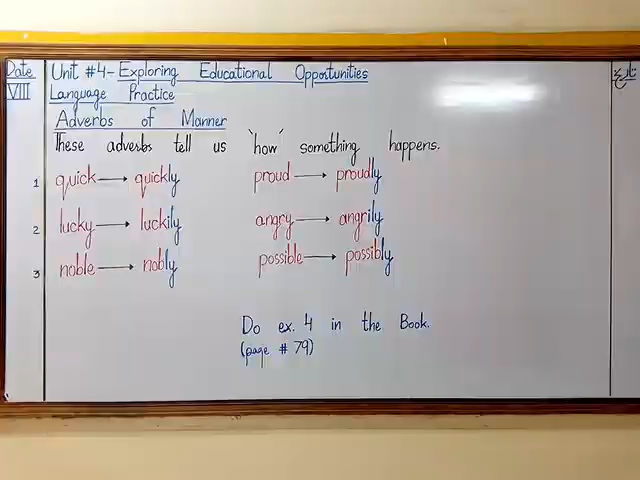 Date
VIII
Unit #4- Exploring Educational Opportunities
Language Practice
Adverbs of Manner
These adverbs tell us 'how' something happens.
1 quick → quickly proud → proudly
2 lucky → luckily angry → angrily
3 noble → nobly possible → possibly
Do ex. 4 in the Book.
(page # 79)
تاریخ